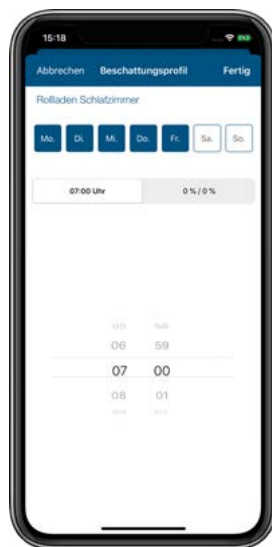 15:18
Abbrechen Beschattungsprofil Fertig
Rollladen Schlafzimmer
Mo. Di. Mi. Do. Fr. Sa. So.
07:00 Uhr 0 % / 0 %
06 59
07 00
08 01